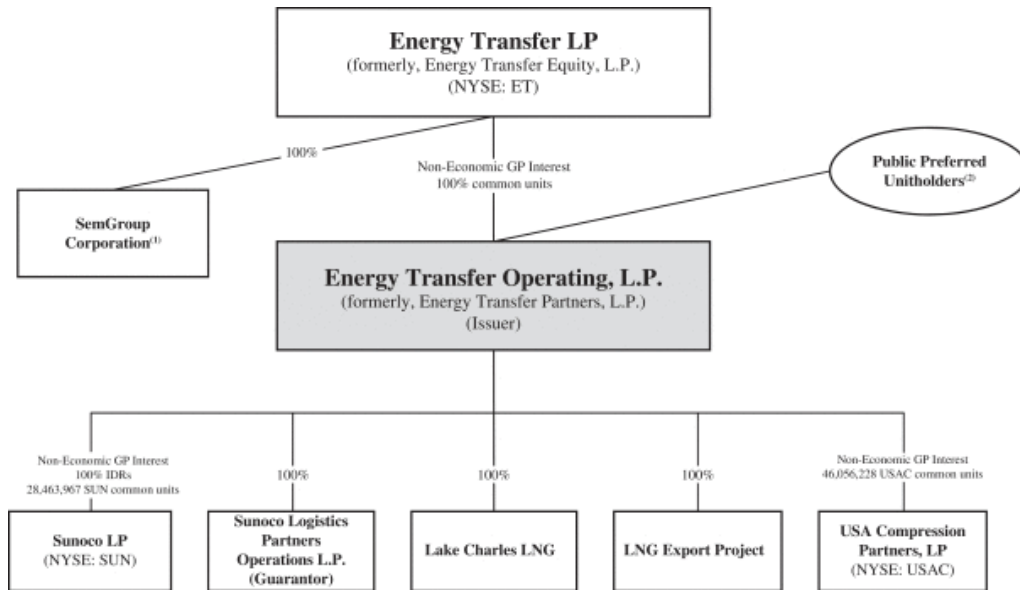 Energy Transfer LP
(formerly, Energy Transfer Equity, L.P.)
(NYSE: ET)
100%
Non-Economic GP Interest
100% common units
Public Preferred
Unitholders(2)
SemGroup
Corporation(1)
Energy Transfer Operating, L.P.
(formerly, Energy Transfer Partners, L.P.)
(Issuer)
Non-Economic GP Interest
100% IDRs
28,463,967 SUN common units
100%
100%
100%
Non-Economic GP Interest
46,056,228 USAC common units
Sunoco LP
(NYSE: SUN)
Sunoco Logistics
Partners
Operations L.P.
(Guarantor)
Lake Charles LNG
LNG Export Project
USA Compression
Partners, LP
(NYSE: USAC)